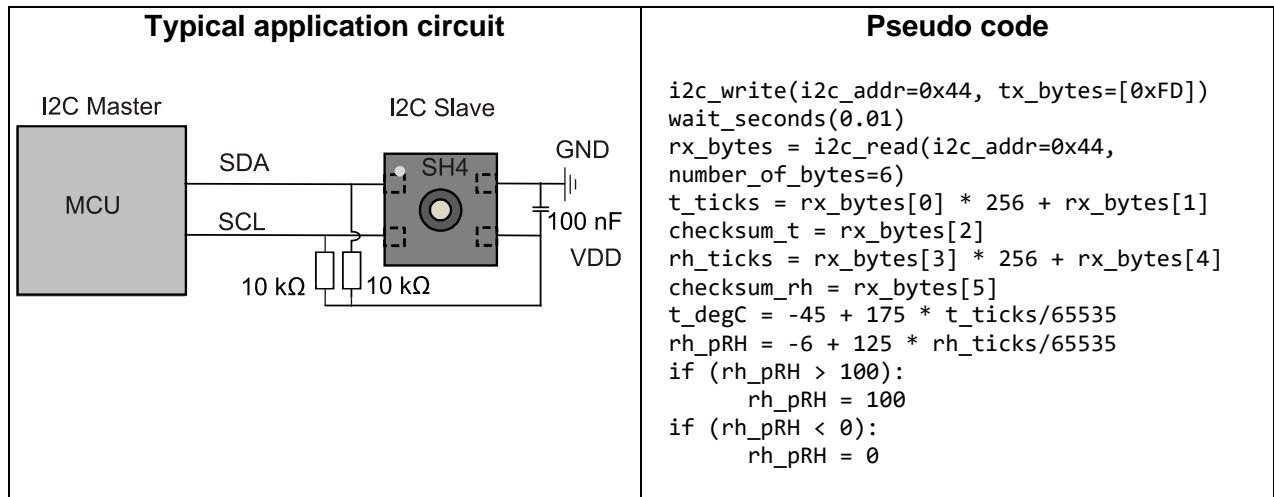 Typical application circuit
I2C Master
I2C Slave
MCU
SDA
SCL
SH4
GND
100 nF
VDD
10 kΩ
10 kΩ
Pseudo code
i2c_write(i2c_addr=0x44, tx_bytes=[0xFD])
wait_seconds(0.01)
rx_bytes = i2c_read(i2c_addr=0x44,
number_of_bytes=6)
t_ticks = rx_bytes[0] * 256 + rx_bytes[1]
checksum_t = rx_bytes[2]
rh_ticks = rx_bytes[3] * 256 + rx_bytes[4]
checksum_rh = rx_bytes[5]
t_degC = -45 + 175 * t_ticks/65535
rh_pRH = -6 + 125 * rh_ticks/65535
if (rh_pRH > 100):
rh_pRH = 100
if (rh_pRH < 0):
rh_pRH = 0